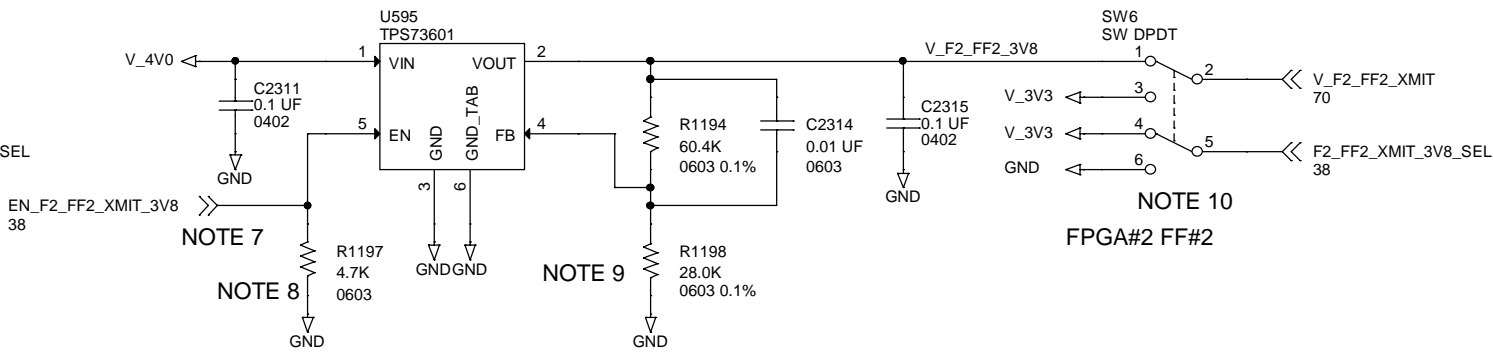 U595
TPS73601
V_4V0
1
VIN
VOUT
2
C2311
0.1 UF
0402
GND
5
EN
GND
GND_TAB
FB
4
3
6
GND
GND
SEL
EN_F2_FF2_XMIT_3V8
38
NOTE 7
NOTE 8
R1197
4.7K
0603
GND
R1194
60.4K
0603 0.1%
C2314
0.01 UF
0603
NOTE 9
R1198
28.0K
0603 0.1%
GND
V_F2_FF2_3V8
C2315
0.1 UF
0402
GND
SW6
SW DPDT
1
2
V_F2_FF2_XMIT
70
V_3V3
3
V_3V3
4
5
F2_FF2_XMIT_3V8_SEL
38
GND
6
NOTE 10
FPGA#2 FF#2